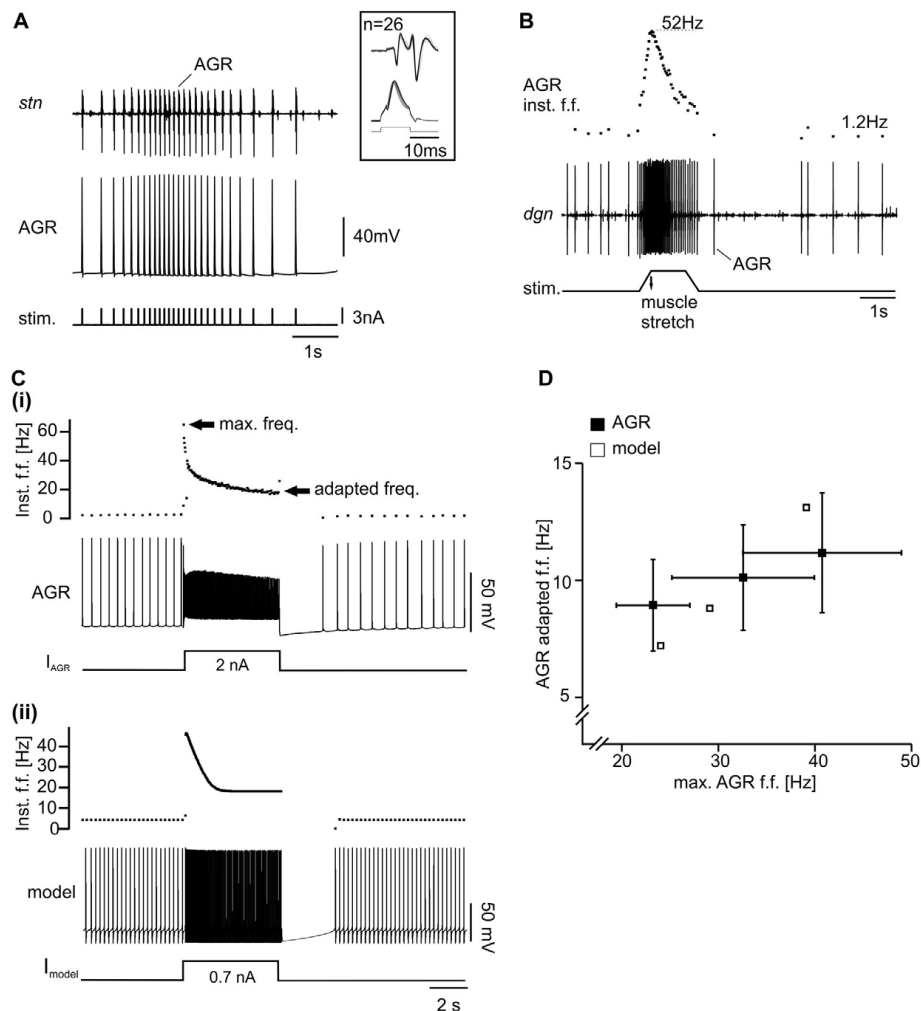 A
stn
AGR
n=26
10ms
AGR
40mV
stim.
3nA
1s
B
52Hz
AGR
inst. f.f.
1.2Hz
dgn
AGR
stim.
muscle
stretch
1s
C
(i)
Inst. f.f. [Hz]
60
40
20
0
max. freq.
adapted freq.
AGR
50 mV
I AGR
2 nA
(ii)
Inst. f.f. [Hz]
40
30
20
10
0
model
50 mV
I model
0.7 nA
2 s
D
AGR
model
AGR adapted f.f. [Hz]
15
10
5
20
30
40
50
max. AGR f.f. [Hz]